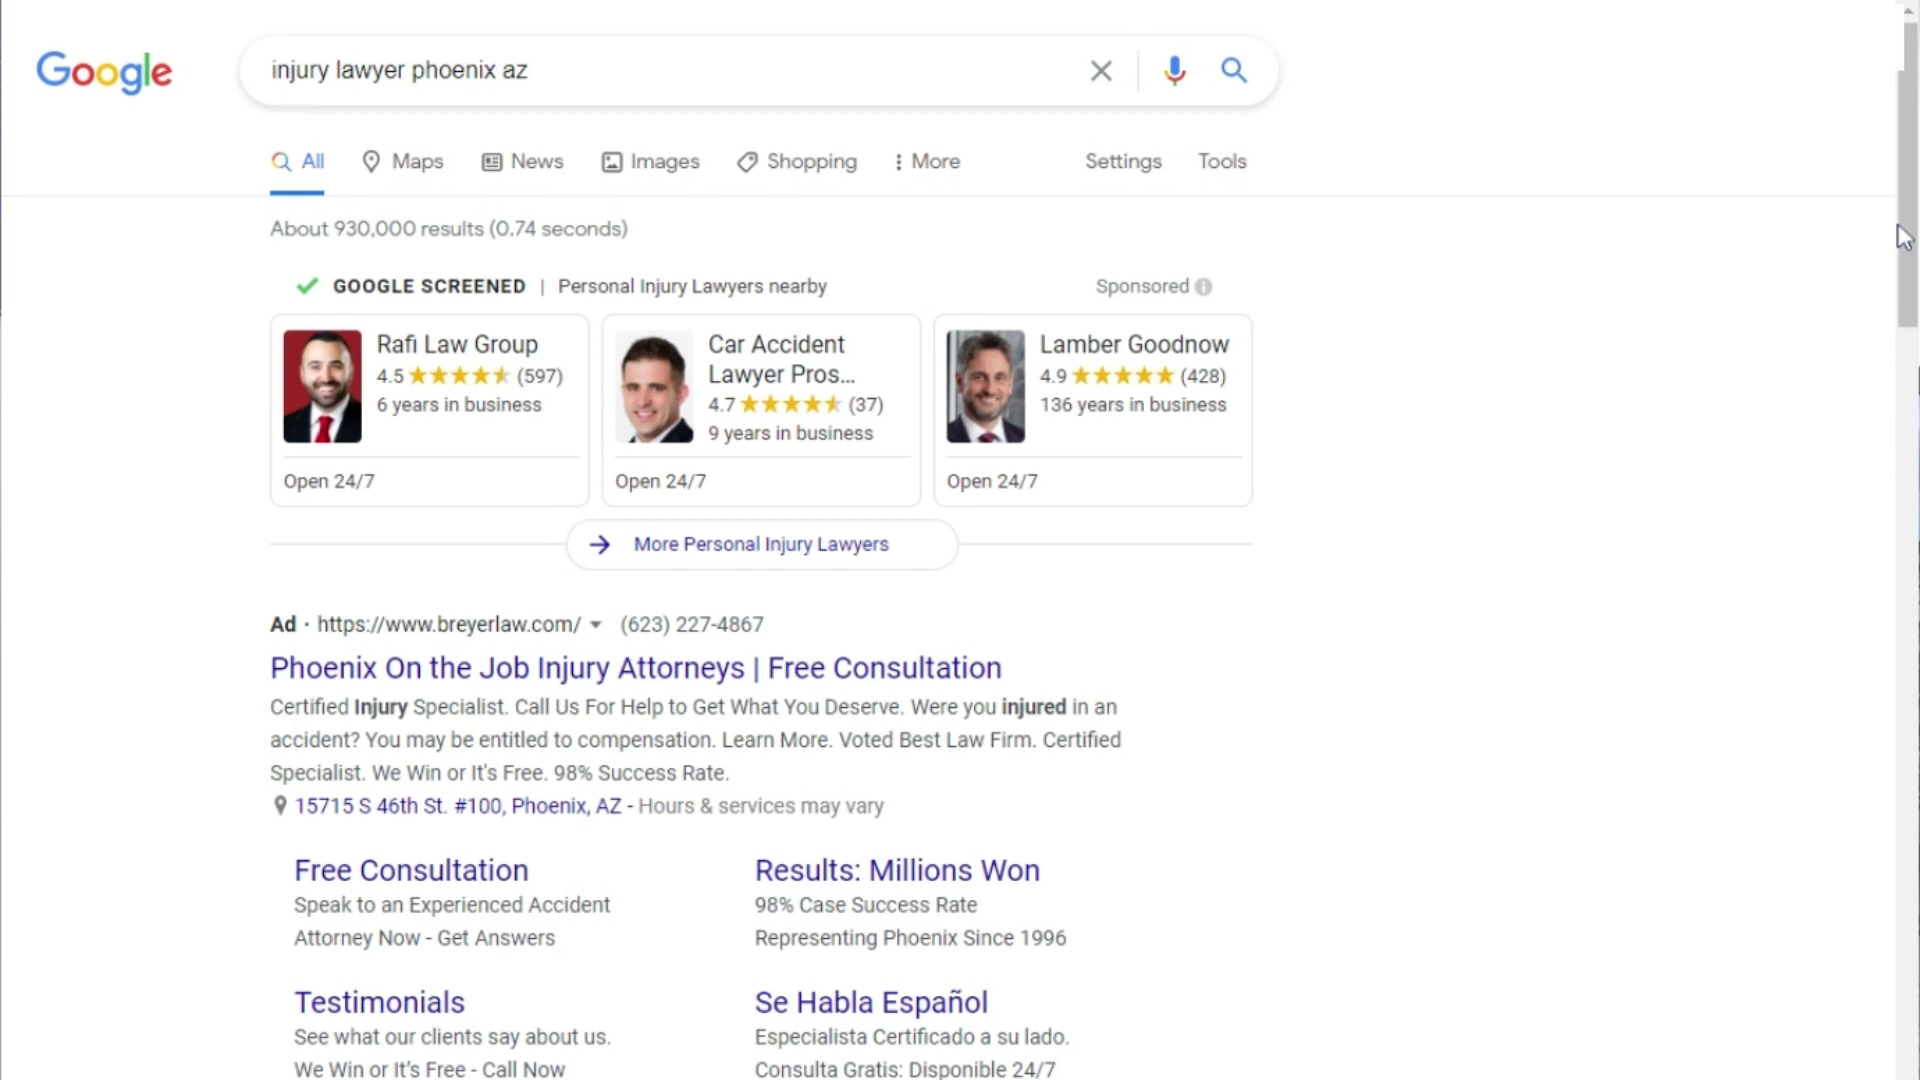 Google
injury lawyer phoenix az
All
Maps
News
Images
Shopping
More
Settings
Tools
About 930,000 results (0.74 seconds)
GOOGLE SCREENED | Personal Injury Lawyers nearby
Sponsored
Rafi Law Group
4.5 (597)
6 years in business
Open 24/7
Car Accident
Lawyer Pros...
4.7 (37)
9 years in business
Open 24/7
Lamber Goodnow
4.9 (428)
136 years in business
Open 24/7
More Personal Injury Lawyers
Ad · https://www.breyerlaw.com/ (623) 227-4867
Phoenix On the Job Injury Attorneys | Free Consultation
Certified Injury Specialist. Call Us For Help to Get What You Deserve. Were you injured in an
accident? You may be entitled to compensation. Learn More. Voted Best Law Firm. Certified
Specialist. We Win or It's Free. 98% Success Rate.
15715 S 46th St. #100, Phoenix, AZ - Hours & services may vary
Free Consultation
Speak to an Experienced Accident
Attorney Now - Get Answers
Results: Millions Won
98% Case Success Rate
Representing Phoenix Since 1996
Testimonials
See what our clients say about us.
We Win or It's Free - Call Now
Se Habla Español
Especialista Certificado a su lado.
Consulta Gratis: Disponible 24/7